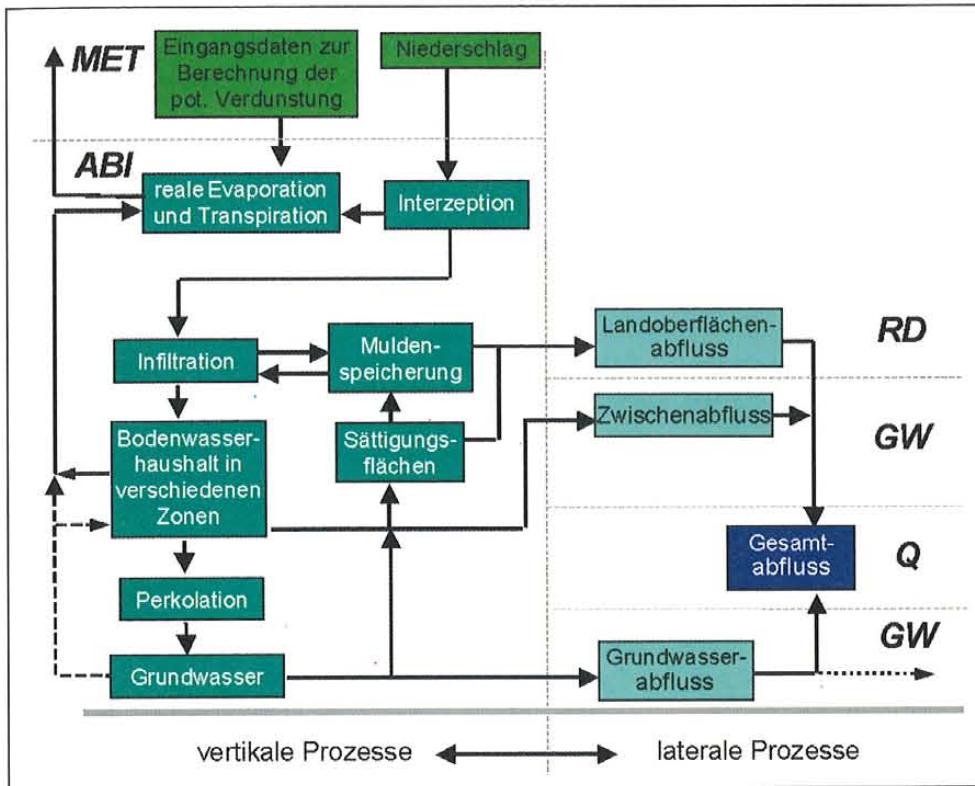 MET
Eingangsdaten zur
Berechnung der
pot. Verdunstung
Niederschlag
ABI
reale Evaporation
und Transpiration
Interzeption
Infiltration
Mulden-
speicherung
Landoberflächen-
abfluss
RD
Bodenwasser-
haushalt in
verschiedenen
Zonen
Sättigungs-
flächen
Zwischenabfluss
GW
Gesamt-
abfluss
Q
Perkolation
Grundwasser
Grundwasser-
abfluss
GW
vertikale Prozesse
laterale Prozesse